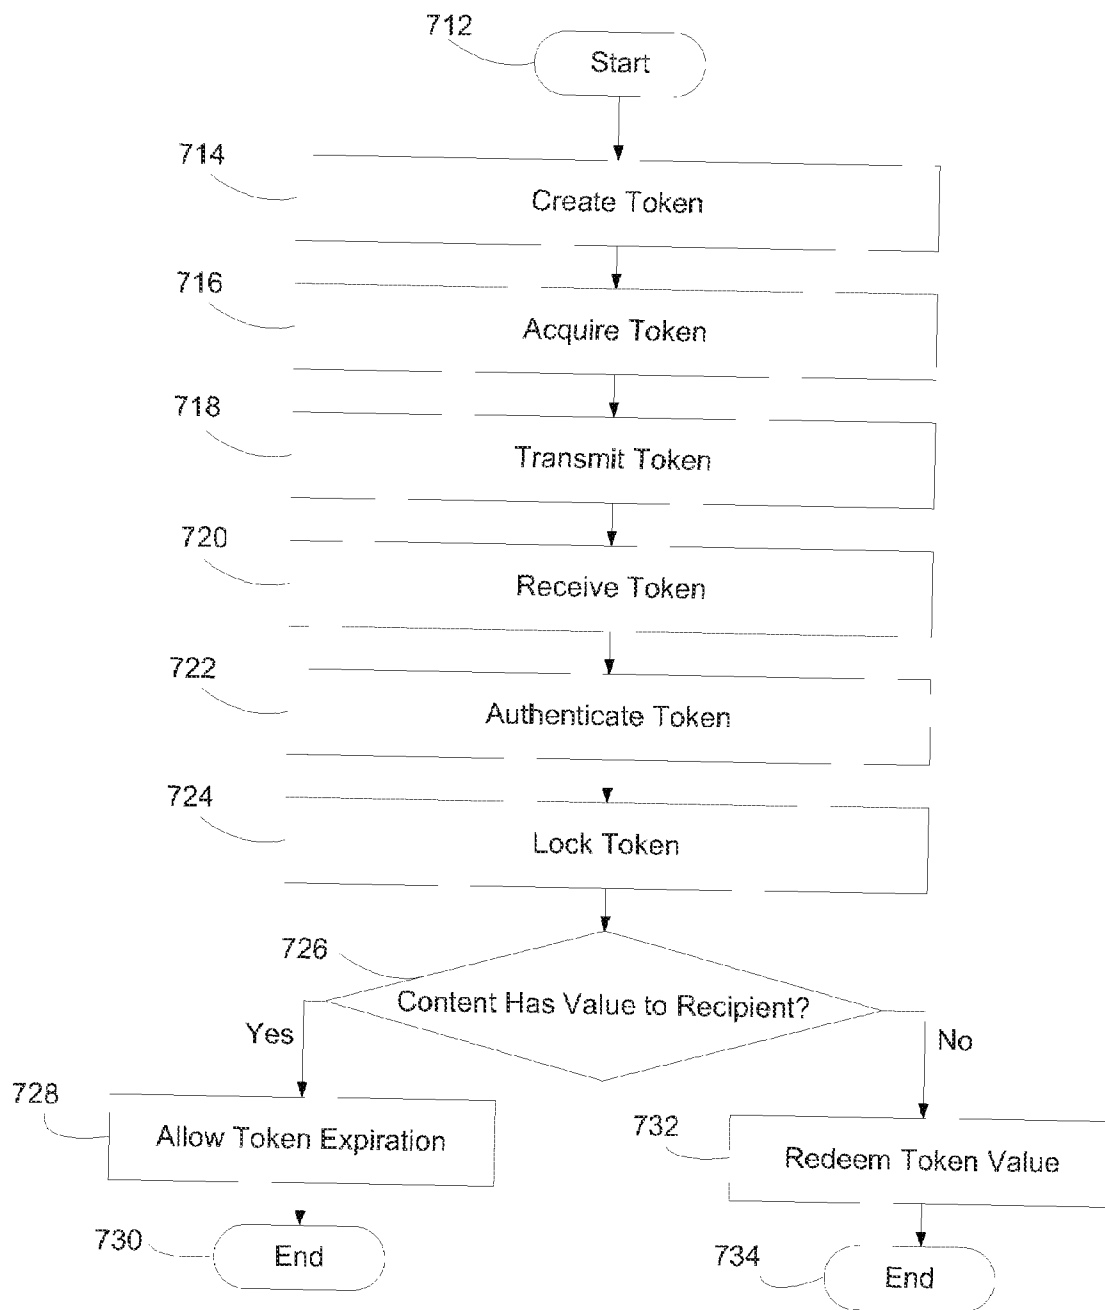 712
Start
714
Create Token
716
Acquire Token
718
Transmit Token
720
Receive Token
722
Authenticate Token
724
Lock Token
726
Content Has Value to Recipient?
Yes
No
728
Allow Token Expiration
732
Redeem Token Value
730
End
734
End